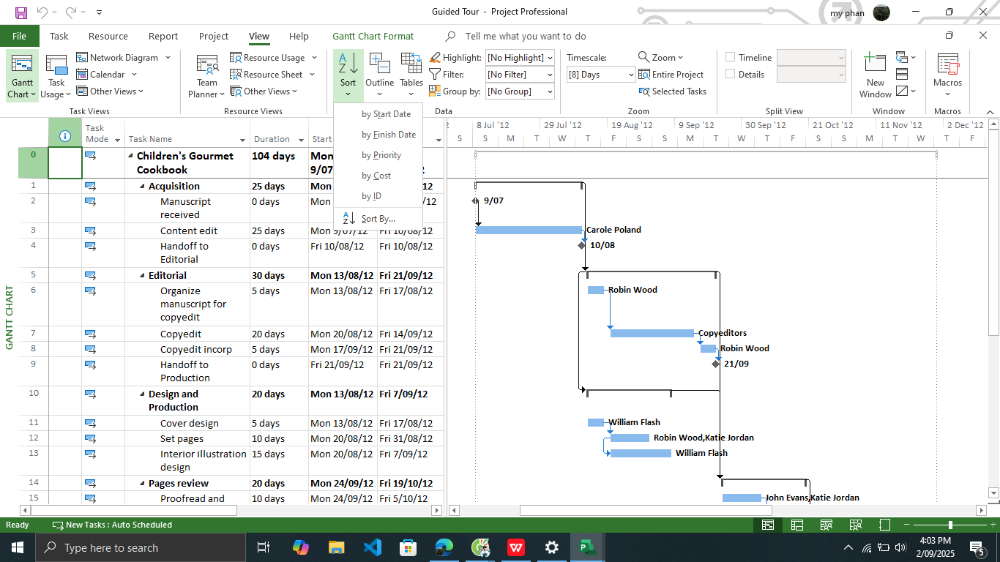 Guided Tour - Project Professional
my phan
File Task Resource Report Project View Help Gantt Chart Format Tell me what you want to do
Gantt Chart
Task Usage
Network Diagram
Calendar
Other Views
Task Views
Team Planner
Resource Usage
Resource Sheet
Other Views
Resource Views
Sort
Outline
Tables
Highlight: [No Highlight]
Filter: [No Filter]
Group by: [No Group]
Data
Timescale:
[8] Days
Zoom
Entire Project
Selected Tasks
Zoom
Timeline
Details
Split View
New Window
Window
Macros
Macros
by Start Date
by Finish Date
by Priority
by Cost
by ID
Sort By...
Task Mode Task Name Duration Start
8 Jul '12 29 Jul '12 19 Aug '12 9 Sep '12 30 Sep '12 21 Oct '12 11 Nov '12 2 Dec '12
S S M T W T F S S M T W T F S S M T W T F
GANTT CHART
0 Children's Gourmet Cookbook 104 days Mon 9/07
1 Acquisition 25 days Mon
2 Manuscript received 0 days Mon
3 Content edit 25 days Mon 9/07/12 Fri 10/08/12
4 Handoff to Editorial 0 days Fri 10/08/12 Fri 10/08/12
5 Editorial 30 days Mon 13/08/12 Fri 21/09/12
6 Organize manuscript for copyedit 5 days Mon 13/08/12 Fri 17/08/12
7 Copyedit 20 days Mon 20/08/12 Fri 14/09/12
8 Copyedit incorp 5 days Mon 17/09/12 Fri 21/09/12
9 Handoff to Production 0 days Fri 21/09/12 Fri 21/09/12
10 Design and Production 20 days Mon 13/08/12 Fri 7/09/12
11 Cover design 5 days Mon 13/08/12 Fri 17/08/12
12 Set pages 10 days Mon 20/08/12 Fri 31/08/12
13 Interior illustration design 15 days Mon 20/08/12 Fri 7/09/12
14 Pages review 20 days Mon 24/09/12 Fri 19/10/12
15 Proofread and 10 days Mon 24/09/12 Fri 5/10/12
9/07
Carole Poland
10/08
Robin Wood
Copyeditors
Robin Wood
21/09
William Flash
Robin Wood,Katie Jordan
William Flash
John Evans,Katie Jordan
Ready New Tasks : Auto Scheduled
Type here to search
4:03 PM
2/09/2025
5